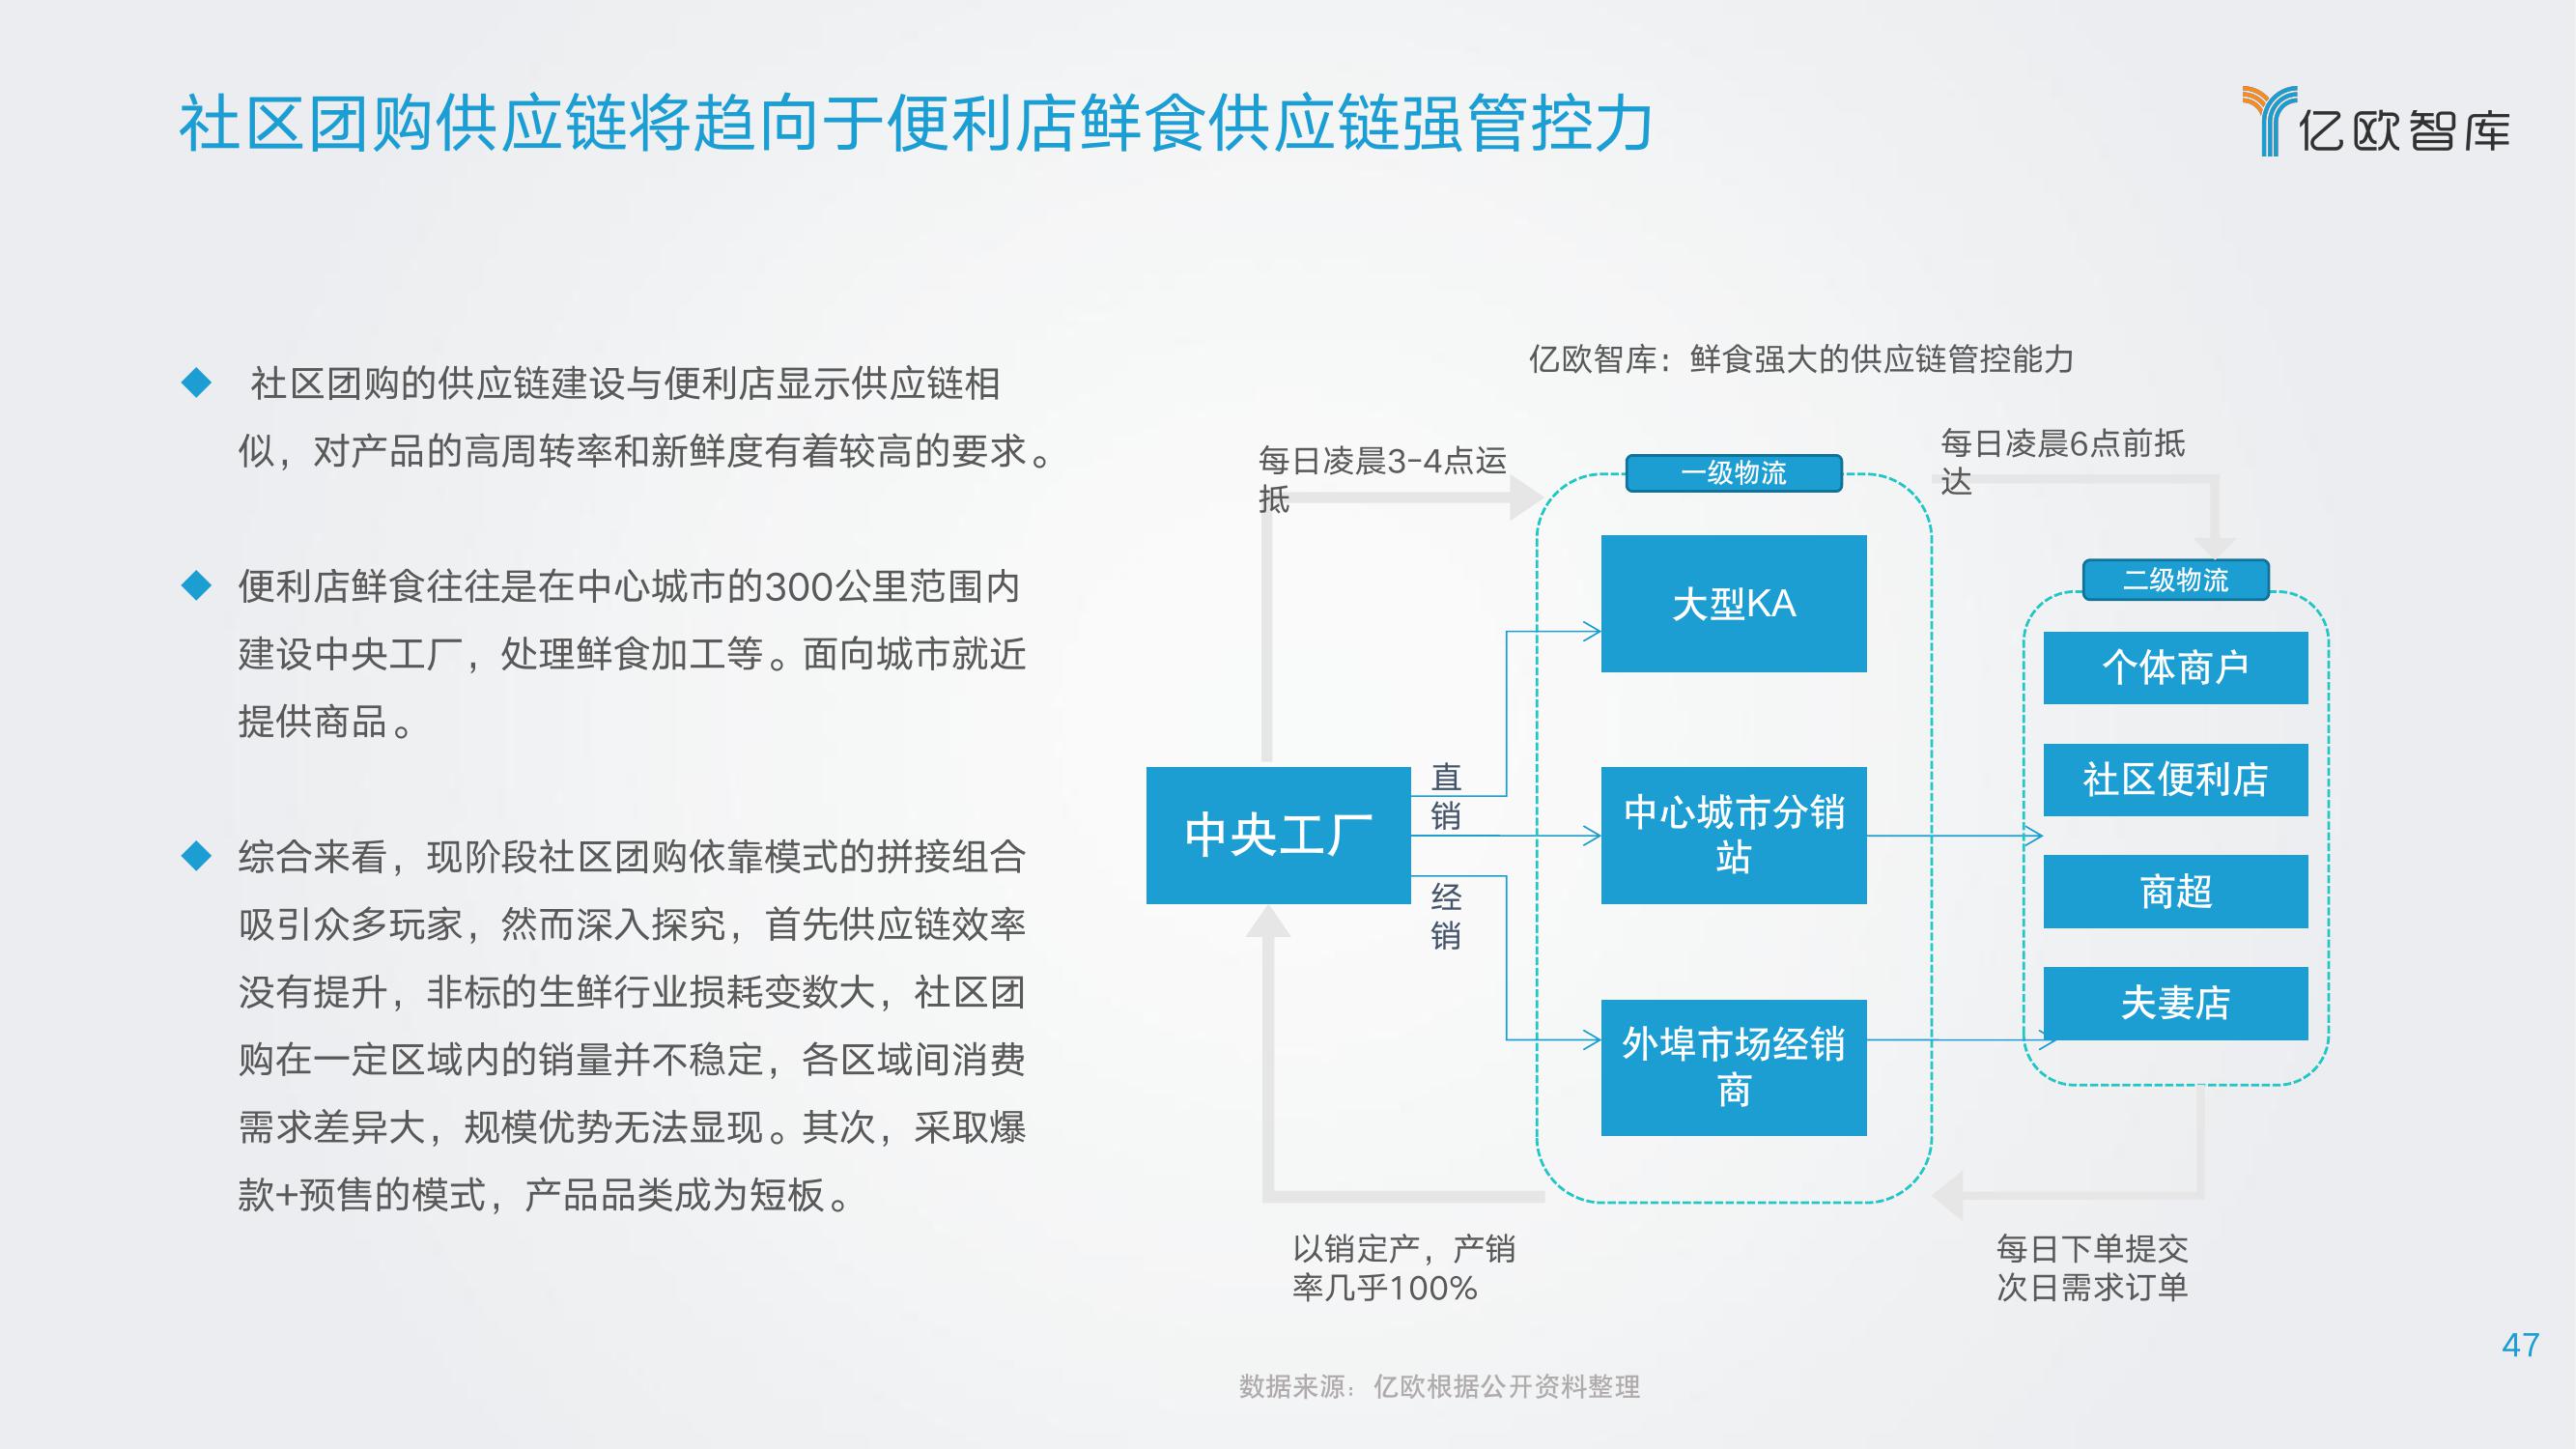 社区团购供应链将趋向于便利店鲜食供应链强管控力
亿欧智库
社区团购的供应链建设与便利店显示供应链相
似，对产品的高周转率和新鲜度有着较高的要求。
便利店鲜食往往是在中心城市的300公里范围内
建设中央工厂，处理鲜食加工等。面向城市就近
提供商品。
综合来看，现阶段社区团购依靠模式的拼接组合
吸引众多玩家，然而深入探究，首先供应链效率
没有提升，非标的生鲜行业损耗变数大，社区团
购在一定区域内的销量并不稳定，各区域间消费
需求差异大，规模优势无法显现。其次，采取爆
款+预售的模式，产品品类成为短板。
亿欧智库：鲜食强大的供应链管控能力
每日凌晨3-4点运
抵
一级物流
每日凌晨6点前抵
达
二级物流
大型KA
个体商户
社区便利店
直
销
中央工厂
中心城市分销
站
商超
经
销
夫妻店
外埠市场经销
商
以销定产，产销
率几乎100%
每日下单提交
次日需求订单
47
数据来源：亿欧根据公开资料整理